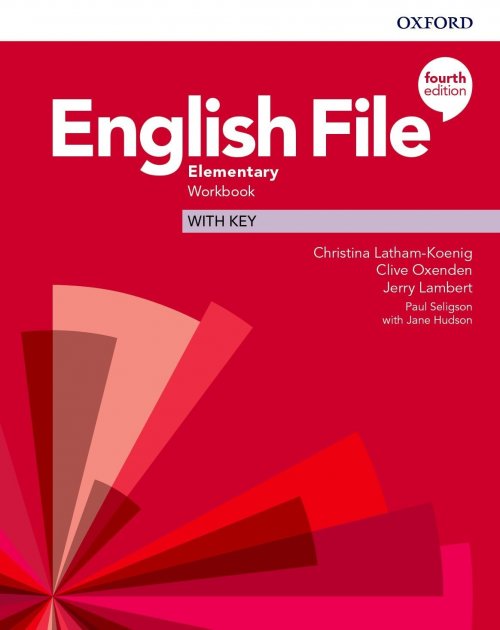 OXFORD
fourth
edition
English File
Elementary
Workbook
WITH KEY
Christina Latham-Koenig
Clive Oxenden
Jerry Lambert
Paul Seligson
with Jane Hudson